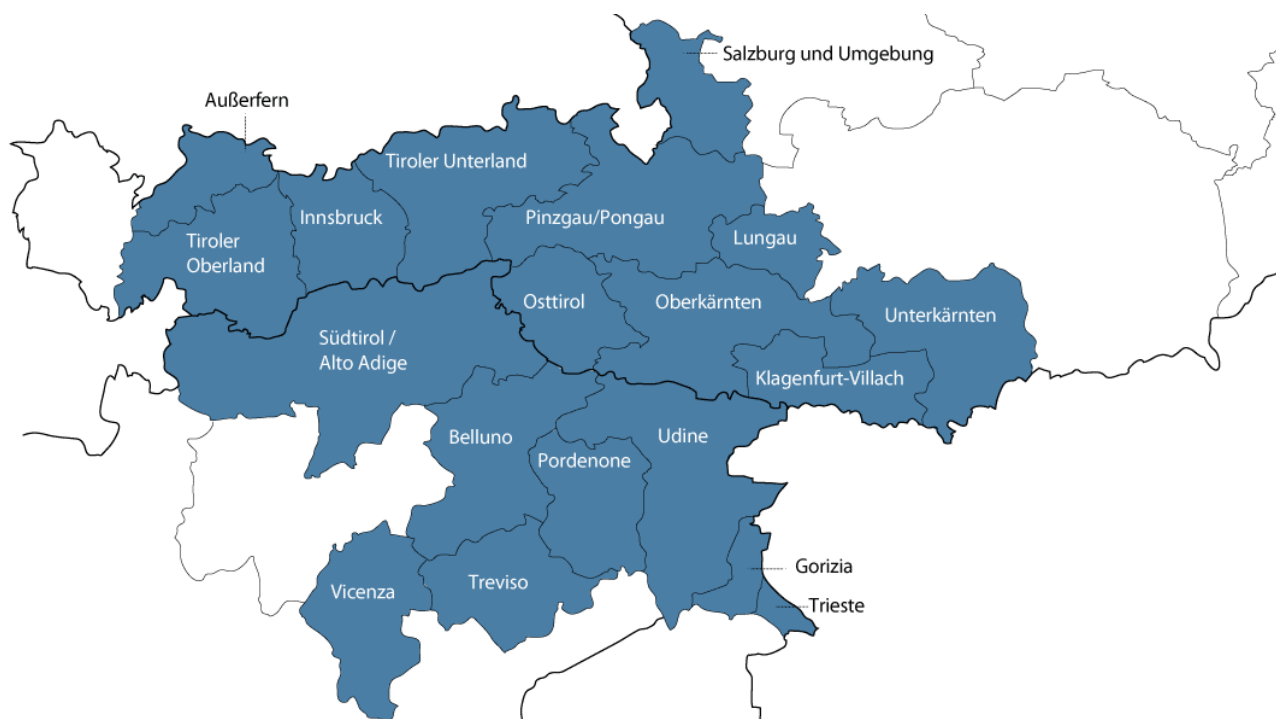 Salzburg und Umgebung
Außerfern
Tiroler Unterland
Innsbruck
Pinzgau/Pongau
Tiroler
Oberland
Lungau
Osttirol
Oberkärnten
Unterkärnten
Südtirol /
Alto Adige
Klagenfurt-Villach
Belluno
Udine
Pordenone
Gorizia
Treviso
Vicenza
Trieste